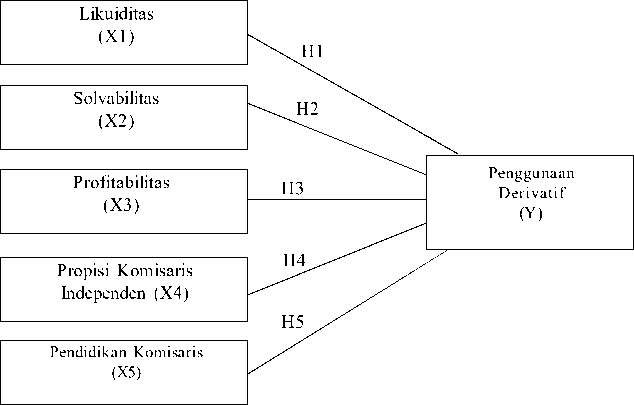 Likuiditas
(X1)
H1
Solvabilitas
(X2)
H2
Profitabilitas
(X3)
H3
Penggunaan
Derivatif
(Y)
Propisi Komisaris
Independen (X4)
H4
Pendidikan Komisaris
(X5)
H5